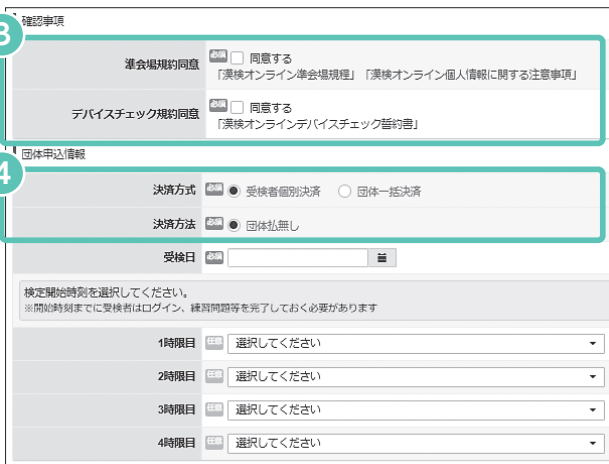 確認事項
3
準会場規約同意 必須 同意する
「漢検オンライン準会場規程」「漢検オンライン個人情報に関する注意事項」
デバイスチェック規約同意 必須 同意する
「漢検オンラインデバイスチェック誓約書」
団体申込情報
4
決済方式 必須 受検者個別決済 団体一括決済
決済方法 必須 団体払無し
受検日 必須
検定開始時刻を選択してください。
※開始時刻までに受検者はログイン、練習問題等を完了しておく必要があります
1時限目 任意 選択してください
2時限目 任意 選択してください
3時限目 任意 選択してください
4時限目 任意 選択してください